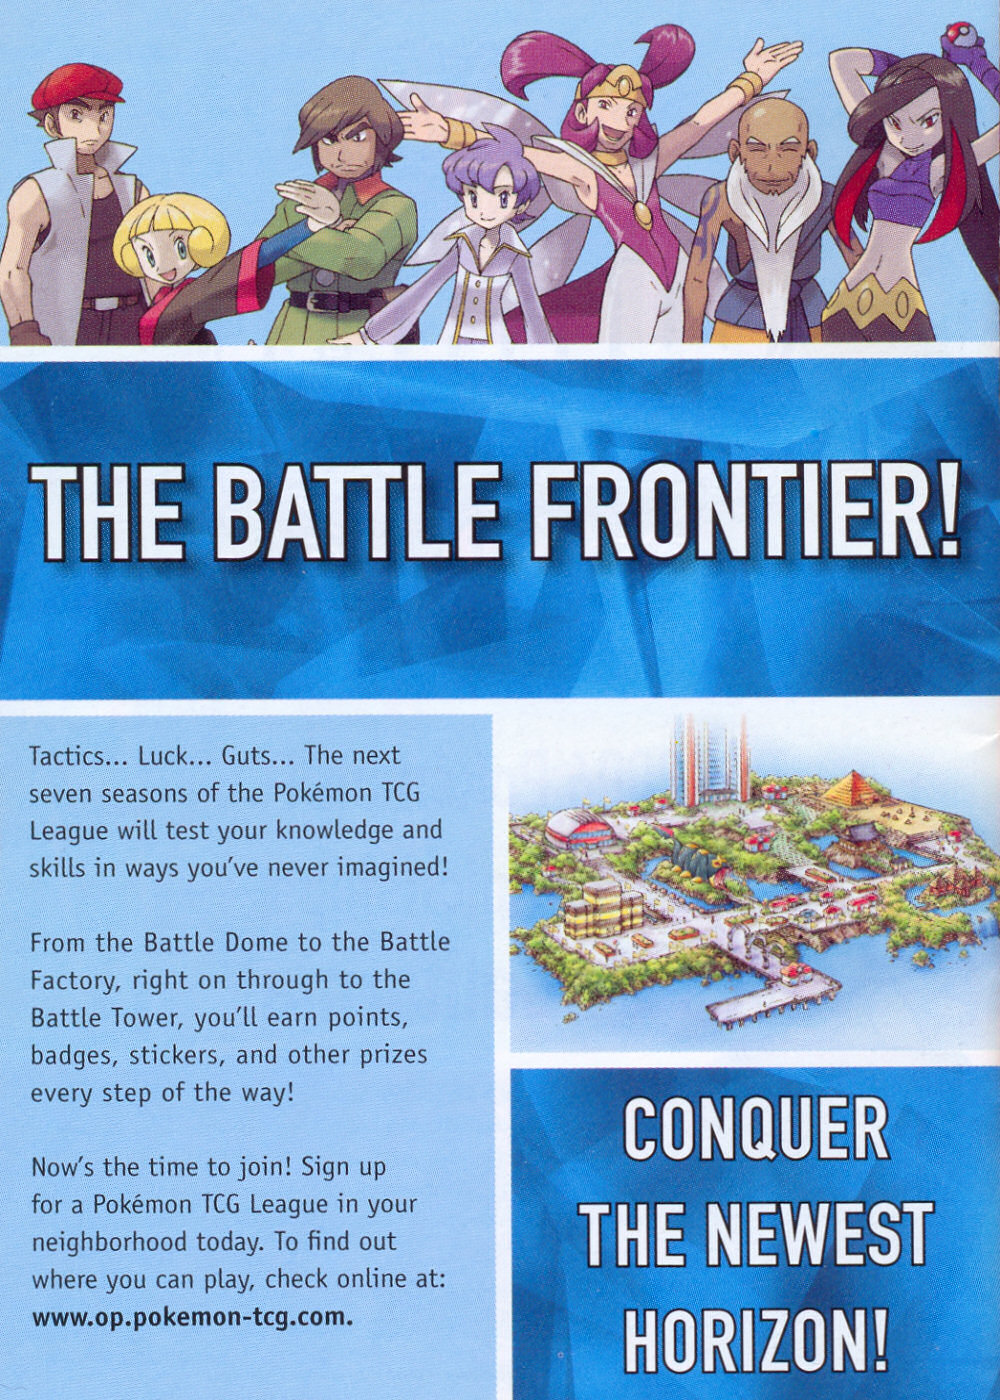 THE BATTLE FRONTIER!
Tactics... Luck... Guts... The next
seven seasons of the Pokémon TCG
League will test your knowledge and
skills in ways you've never imagined!
From the Battle Dome to the Battle
Factory, right on through to the
Battle Tower, you'll earn points,
badges, stickers, and other prizes
every step of the way!
Now's the time to join! Sign up
for a Pokémon TCG League in your
neighborhood today. To find out
where you can play, check online at:
www.op.pokemon-tcg.com.
CONQUER
THE NEWEST
HORIZON!